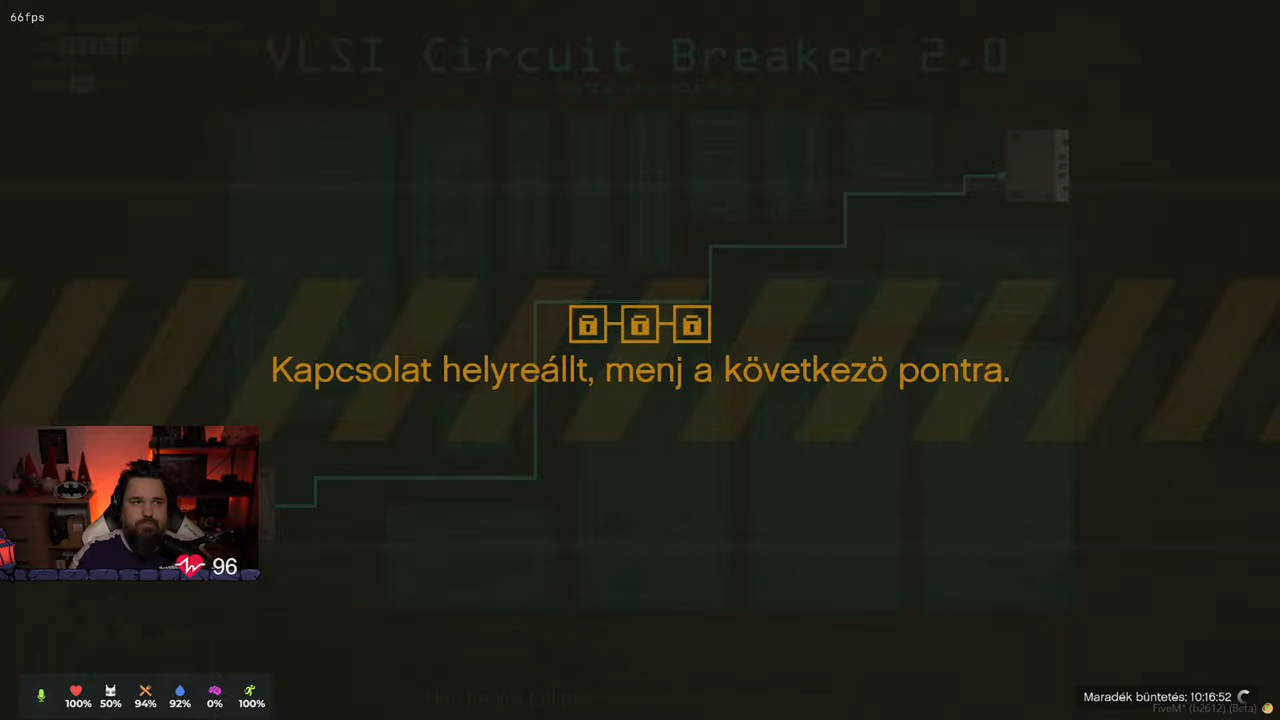 66fps
VLSI Circuit Breaker 2.0
Kapcsolat helyreállt, menj a következö pontra.
96
100% 50% 94% 92% 0% 100%
Maradék büntetés: 10:16:52
FiveM* (b2612) (Beta)